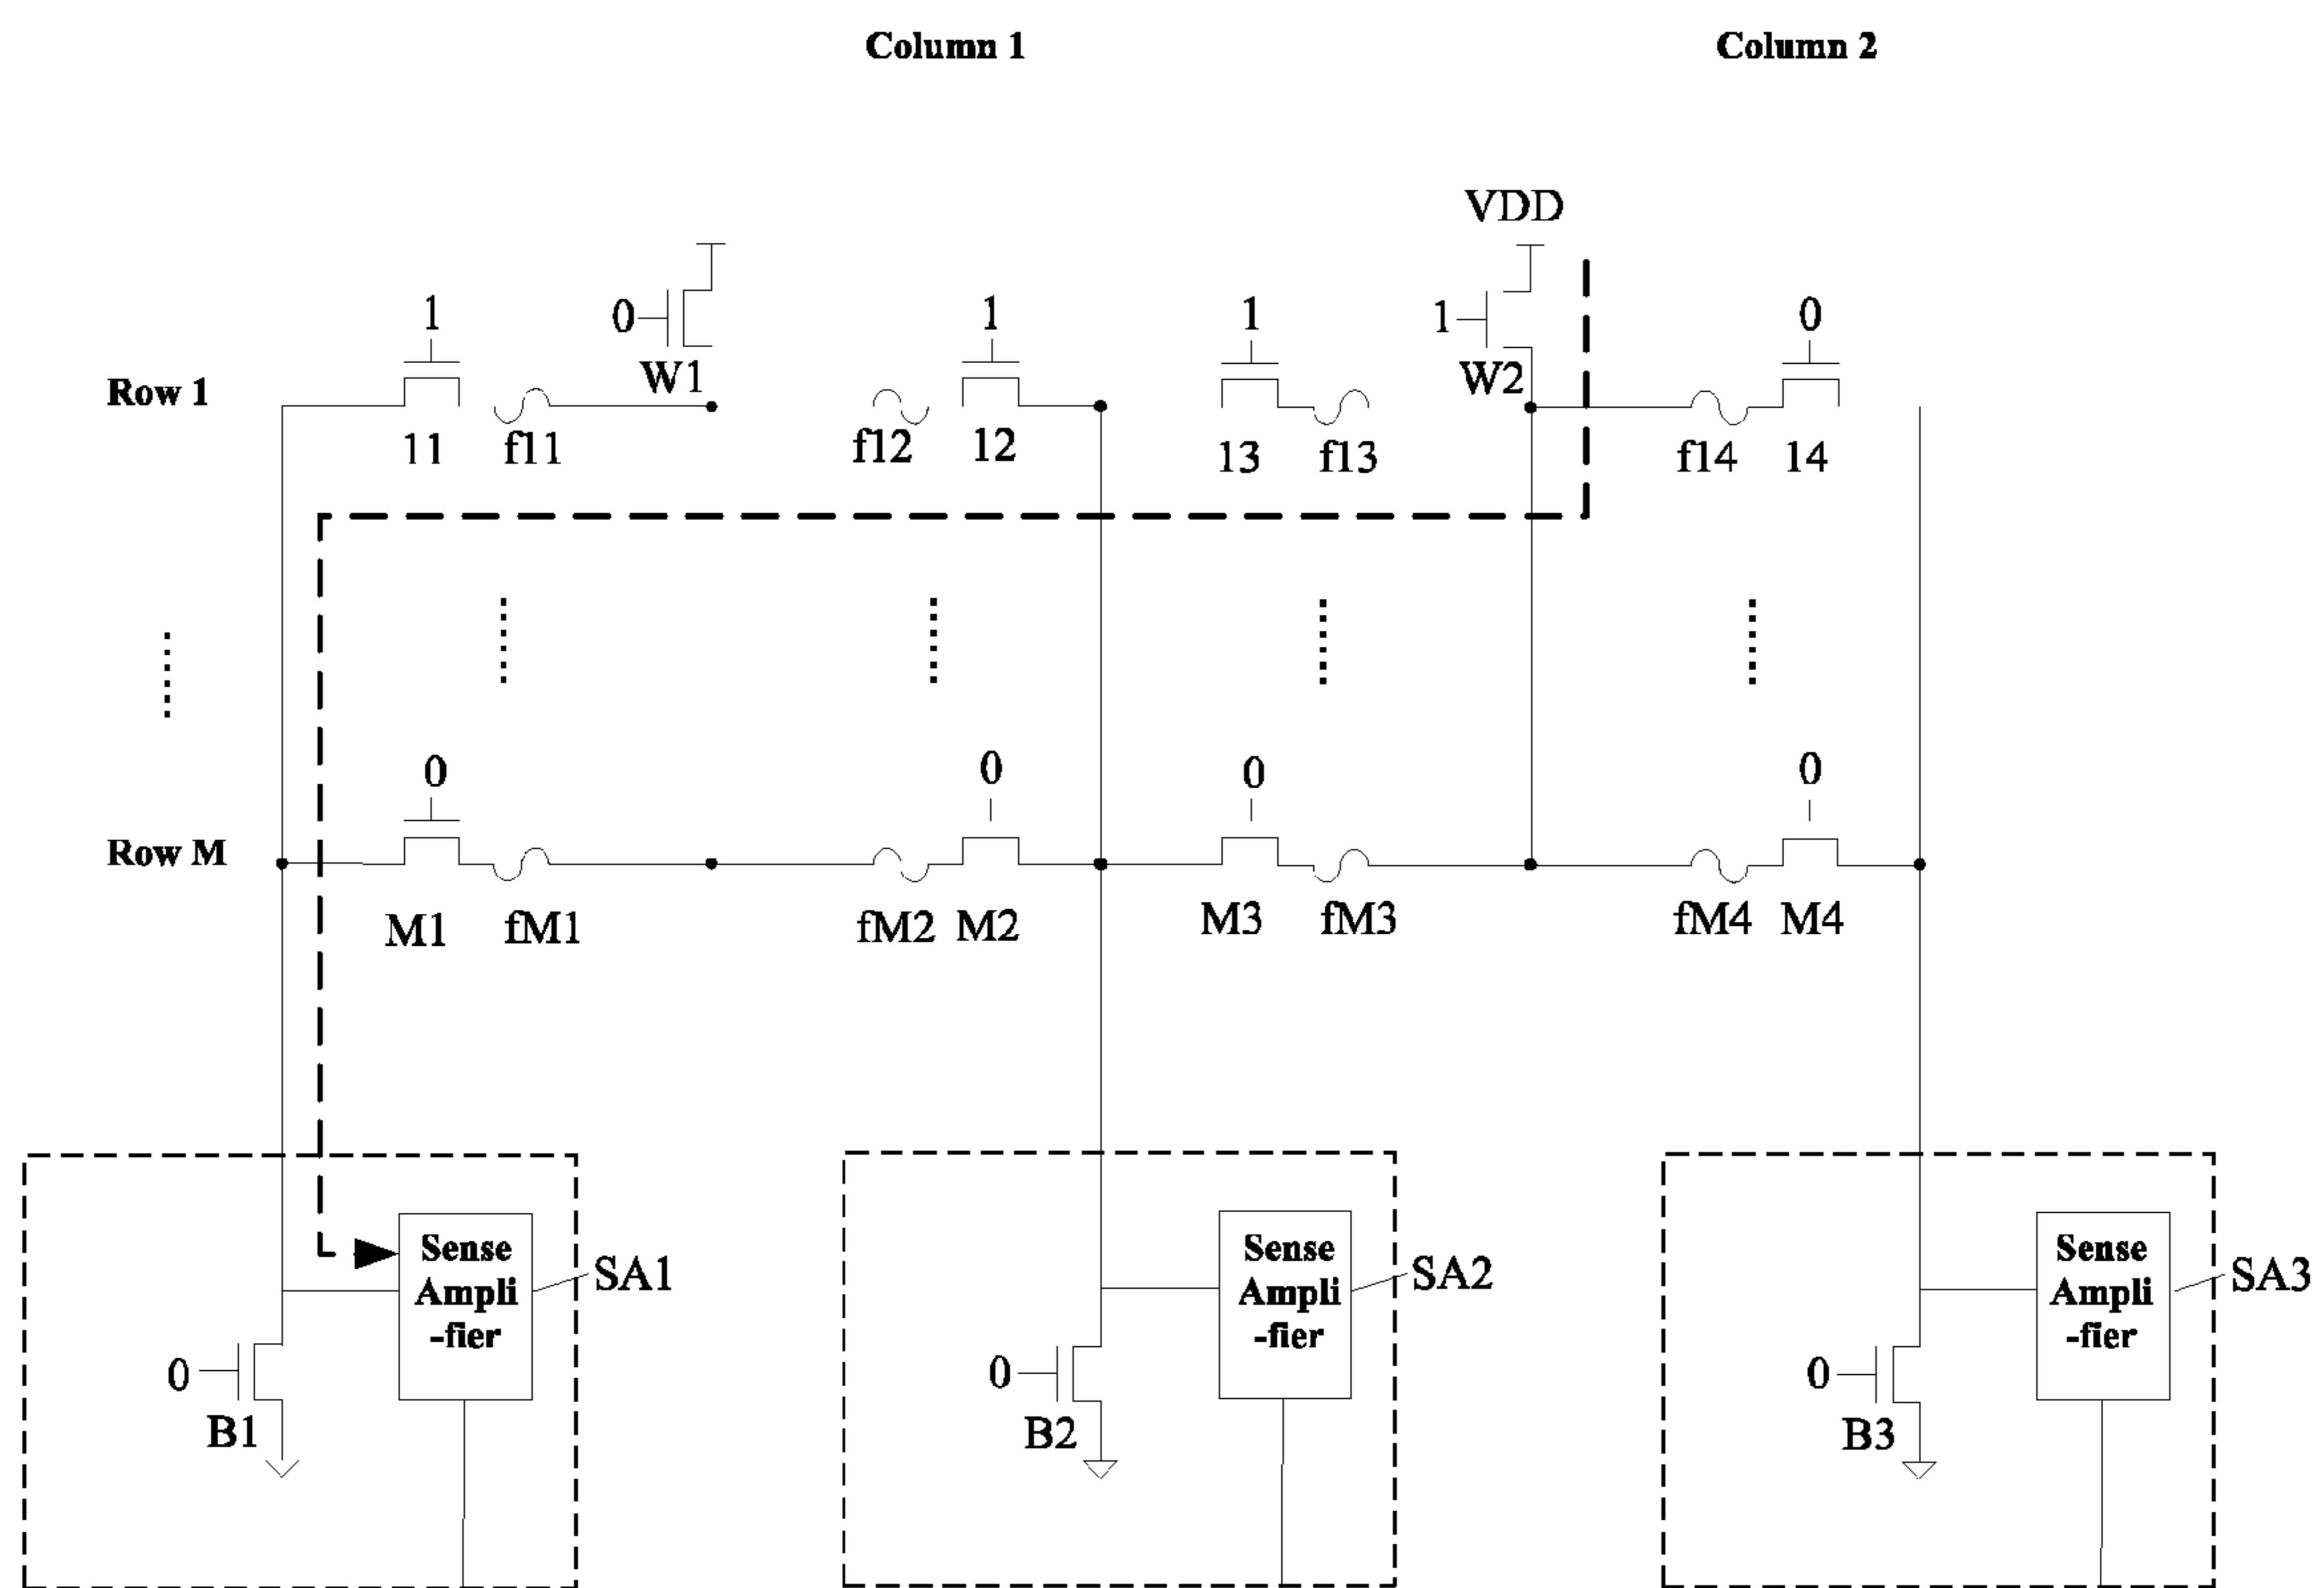 Column 1 Column 2
VDD
1 0 1 1 1 0
W1 W2
Row 1
11 f11 f12 12 13 f13 f14 14
0 0 0 0
Row M
M1 fM1 fM2 M2 M3 fM3 fM4 M4
Sense Sense Sense
SA1 SA2 SA3
Ampli Ampli Ampli
-fier -fier -fier
0 0 0
B1 B2 B3